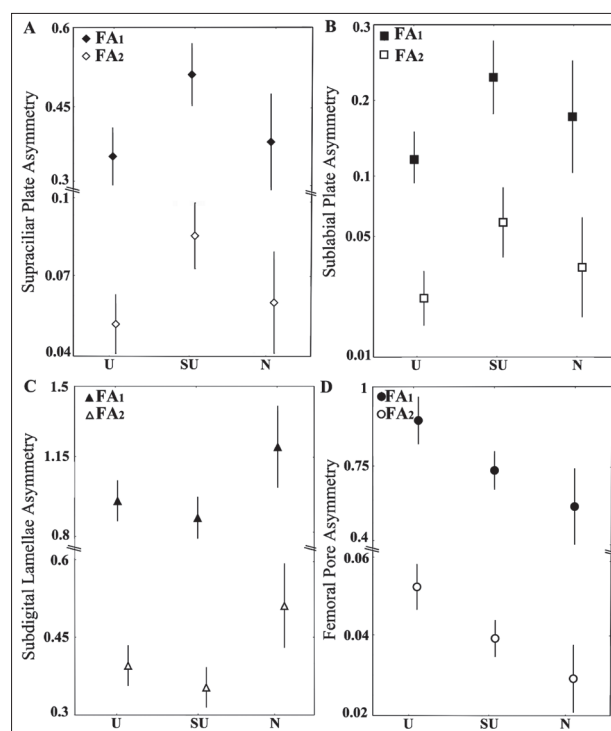 A
FA1
FA2
Supraciliar Plate Asymmetry
0.6
0.45
0.3
0.1
0.07
0.04
U SU N
B
FA1
FA2
Sublabial Plate Asymmetry
0.3
0.2
0.1
0.05
0.01
U SU N
C
FA1
FA2
Subdigital Lamellae Asymmetry
1.5
1.15
0.8
0.6
0.45
0.3
U SU N
D
FA1
FA2
Femoral Pore Asymmetry
1
0.75
0.4
0.06
0.04
0.02
U SU N